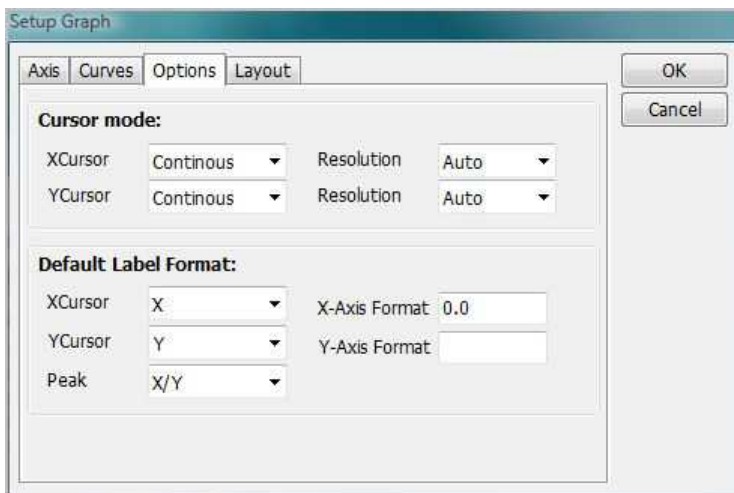 Setup Graph
Axis Curves Options Layout
OK
Cancel
Cursor mode:
XCursor Continous Resolution Auto
YCursor Continous Resolution Auto
Default Label Format:
XCursor X X-Axis Format 0.0
YCursor Y Y-Axis Format
Peak X/Y